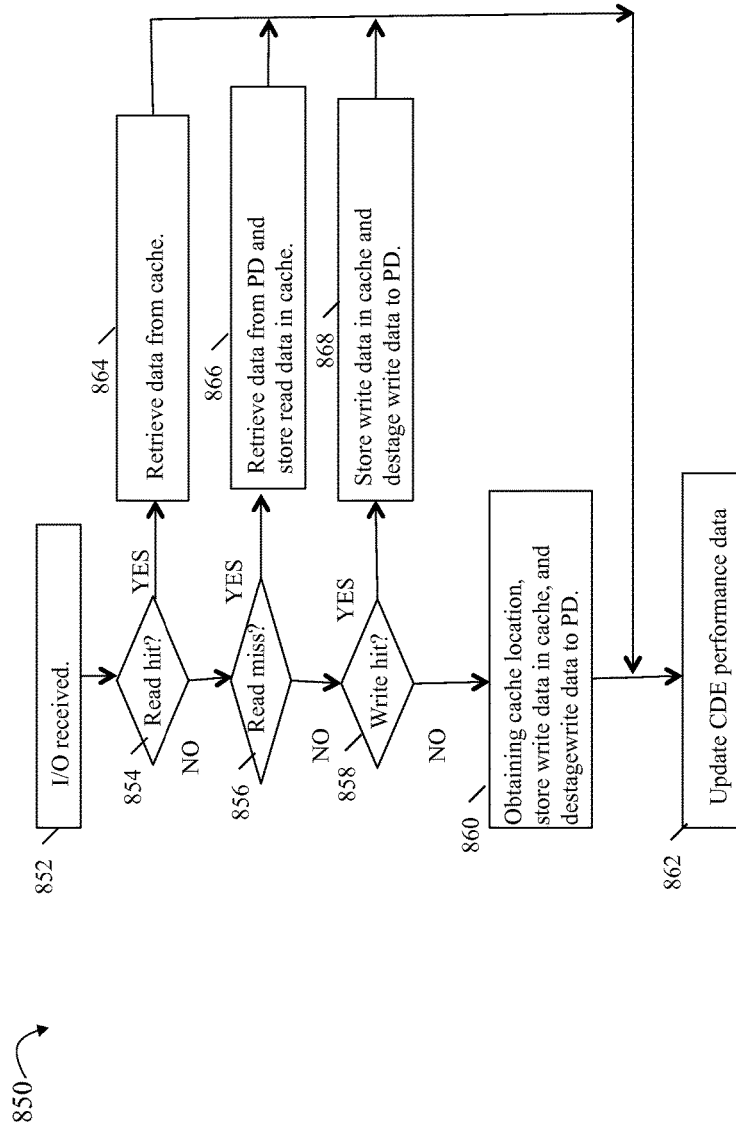 850
852
I/O received.
854
Read hit?
YES
NO
864
Retrieve data from cache.
856
Read miss?
YES
NO
866
Retrieve data from PD and
store read data in cache.
858
Write hit?
YES
NO
868
Store write data in cache and
destage write data to PD.
860
Obtaining cache location,
store write data in cache, and
destagewrite data to PD.
862
Update CDE performance data